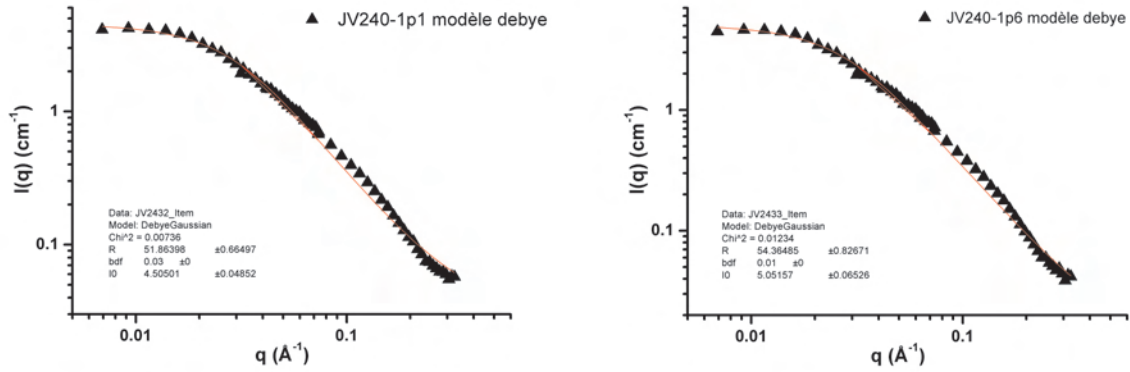 JV240-1p1 modèle debye
I(q) (cm⁻¹)
1
0.1
Data: JV2432_Item
Model: DebyeGaussian
Chi^2 = 0.00736
R 51.86398 ±0.66497
bdf 0.03 ±0
I0 4.50501 ±0.04852
0.01 0.1
q (Å⁻¹)
JV240-1p6 modèle debye
I(q) (cm⁻¹)
1
0.1
Data: JV2433_Item
Model: DebyeGaussian
Chi^2 = 0.01234
R 54.36485 ±0.82671
bdf 0.01 ±0
I0 5.05157 ±0.06526
0.01 0.1
q (Å⁻¹)